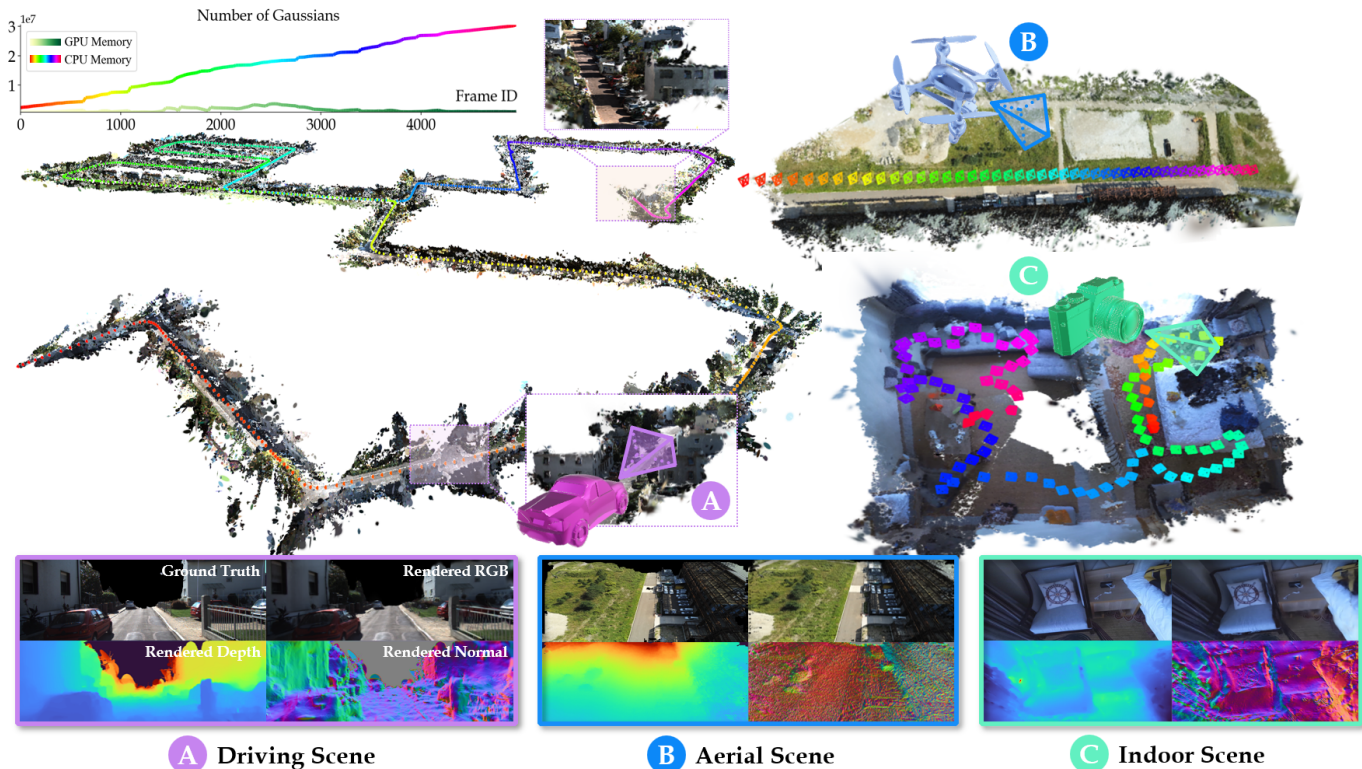 Number of Gaussians
1e7
3
2
1
GPU Memory
CPU Memory
Frame ID
0 1000 2000 3000 4000
B
C
A
Ground Truth
Rendered RGB
Rendered Depth
Rendered Normal
A Driving Scene
B Aerial Scene
C Indoor Scene